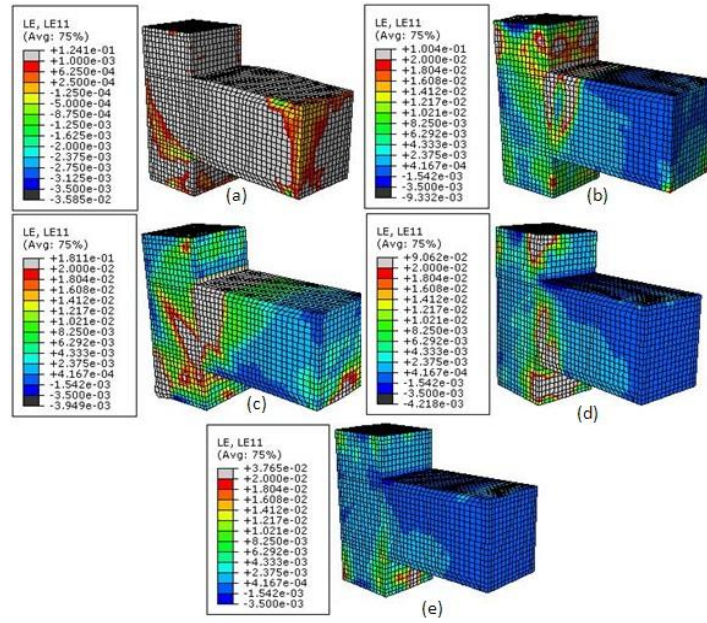 LE, LE11
(Avg: 75%)
+1.241e-01
+1.000e-03
+6.250e-04
+2.500e-04
-1.250e-04
-5.000e-04
-8.750e-04
-1.250e-03
-1.625e-03
-2.000e-03
-2.375e-03
-2.750e-03
-3.125e-03
-3.500e-03
-3.585e-02
(a)
LE, LE11
(Avg: 75%)
+1.004e-01
+2.000e-02
+1.804e-02
+1.608e-02
+1.412e-02
+1.217e-02
+1.021e-02
+8.250e-03
+6.292e-03
+4.333e-03
+2.375e-03
+4.167e-04
-1.542e-03
-3.500e-03
-9.332e-03
(b)
LE, LE11
(Avg: 75%)
+1.811e-01
+2.000e-02
+1.804e-02
+1.608e-02
+1.412e-02
+1.217e-02
+1.021e-02
+8.250e-03
+6.292e-03
+4.333e-03
+2.375e-03
+4.167e-04
-1.542e-03
-3.500e-03
-3.949e-03
(c)
LE, LE11
(Avg: 75%)
+9.062e-02
+2.000e-02
+1.804e-02
+1.608e-02
+1.412e-02
+1.217e-02
+1.021e-02
+8.250e-03
+6.292e-03
+4.333e-03
+2.375e-03
+4.167e-04
-1.542e-03
-3.500e-03
-4.218e-03
(d)
LE, LE11
(Avg: 75%)
+3.765e-02
+2.000e-02
+1.804e-02
+1.608e-02
+1.412e-02
+1.217e-02
+1.021e-02
+8.250e-03
+6.292e-03
+4.333e-03
+2.375e-03
+4.167e-04
-1.542e-03
-3.500e-03
(e)